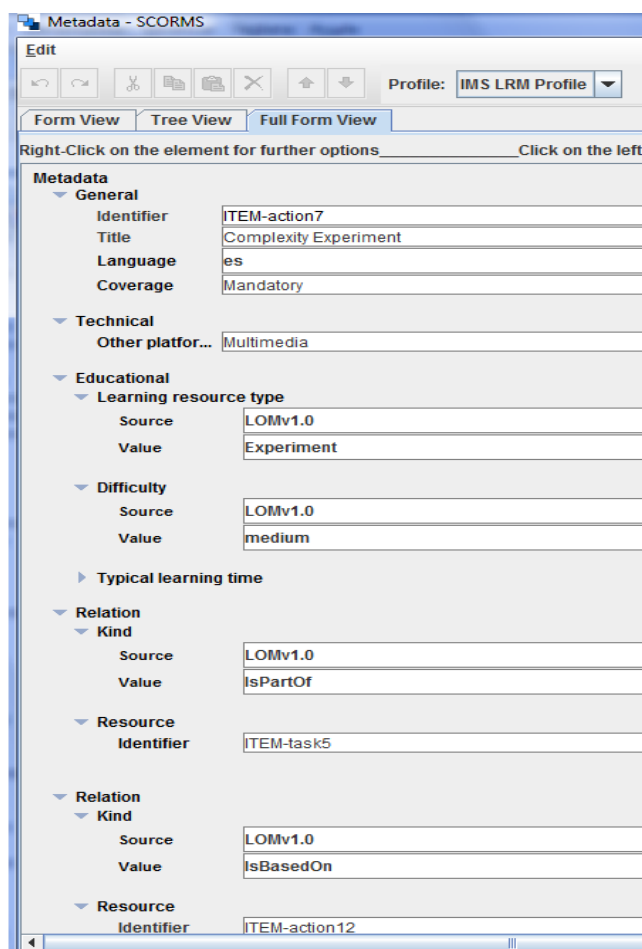 Metadata - SCORMS
Edit
Profile: IMS LRM Profile
Form View Tree View Full Form View
Right-Click on the element for further options_______________Click on the left
Metadata
General
Identifier ITEM-action7
Title Complexity Experiment
Language es
Coverage Mandatory
Technical
Other platfor... Multimedia
Educational
Learning resource type
Source LOMv1.0
Value Experiment
Difficulty
Source LOMv1.0
Value medium
Typical learning time
Relation
Kind
Source LOMv1.0
Value IsPartOf
Resource
Identifier ITEM-task5
Relation
Kind
Source LOMv1.0
Value IsBasedOn
Resource
Identifier ITEM-action12